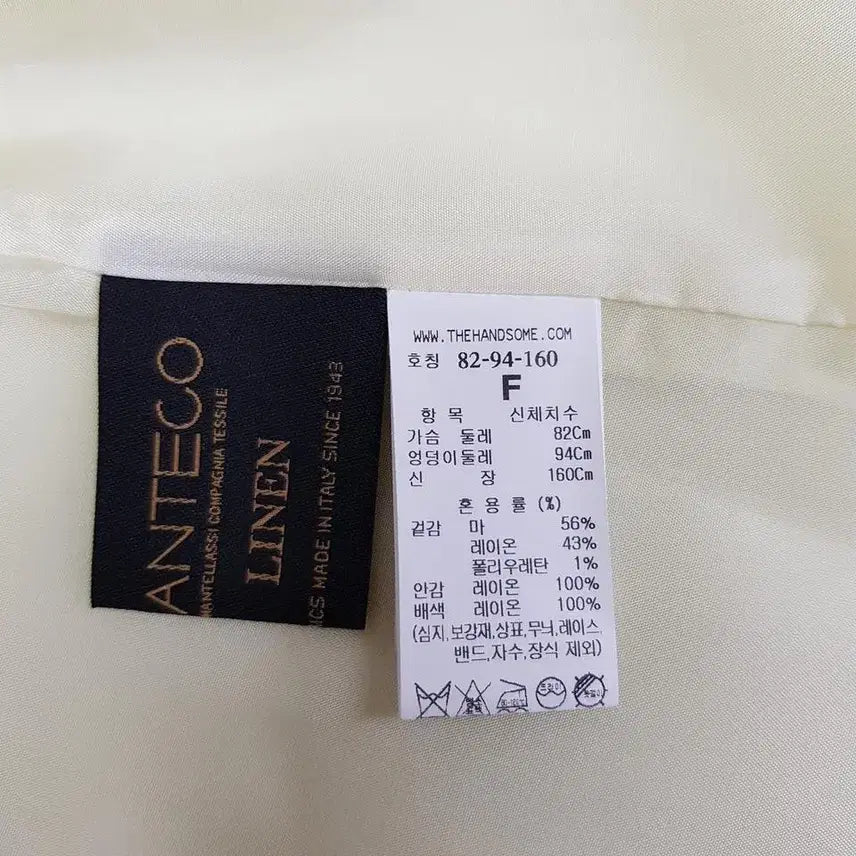 ANTECO
MANTELLASSI COMPAGNIA TESSILE
LINEN
ICS MADE IN ITALY SINCE 1943
WWW.THEHANDSOME.COM
호칭 82-94-160
F
항 목 신체치수
가슴 둘레 82Cm
엉덩이둘레 94Cm
신 장 160Cm
혼 용 률 (%)
겉감 마 56%
레이온 43%
폴리우레탄 1%
안감 레이온 100%
배색 레이온 100%
(심지,보강재,상표,무늬,레이스,
밴드,자수,장식 제외)
드라이